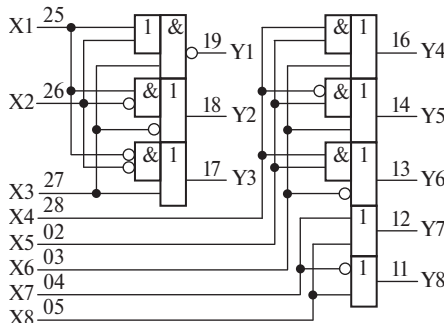 X1 25 1 & 19 Y1
X2 26 & 1 18 Y2
& 1 17 Y3
X3 27
X4 28
X5 02
X6 03
X7 04
X8 05
& 1 16 Y4
& 1 14 Y5
& 1 13 Y6
1 12 Y7
1 11 Y8